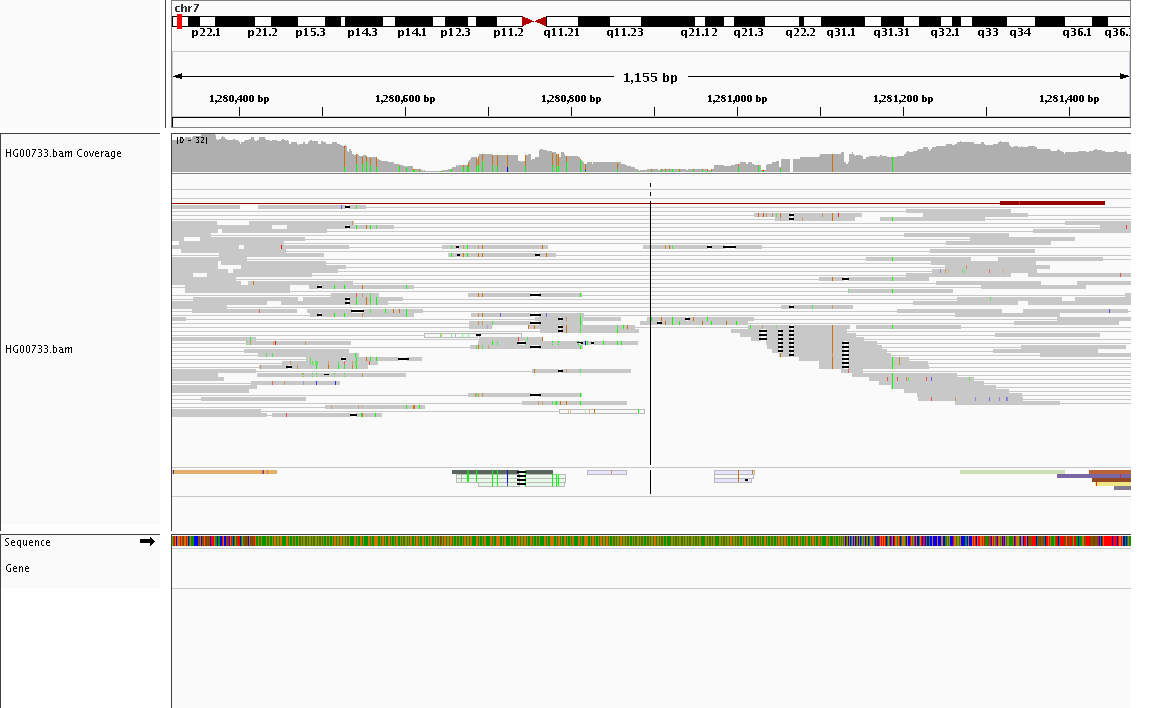 chr7
p22.1 p21.2 p15.3 p14.3 p14.1 p12.3 p11.2 q11.21 q11.23 q21.12 q21.3 q22.2 q31.1 q31.31 q32.1 q33 q34 q36.1 q36.
1,155 bp
1,280,400 bp 1,280,600 bp 1,280,800 bp 1,281,000 bp 1,281,200 bp 1,281,400 bp
HG00733.bam Coverage
[0 - 32]
HG00733.bam
Sequence
Gene